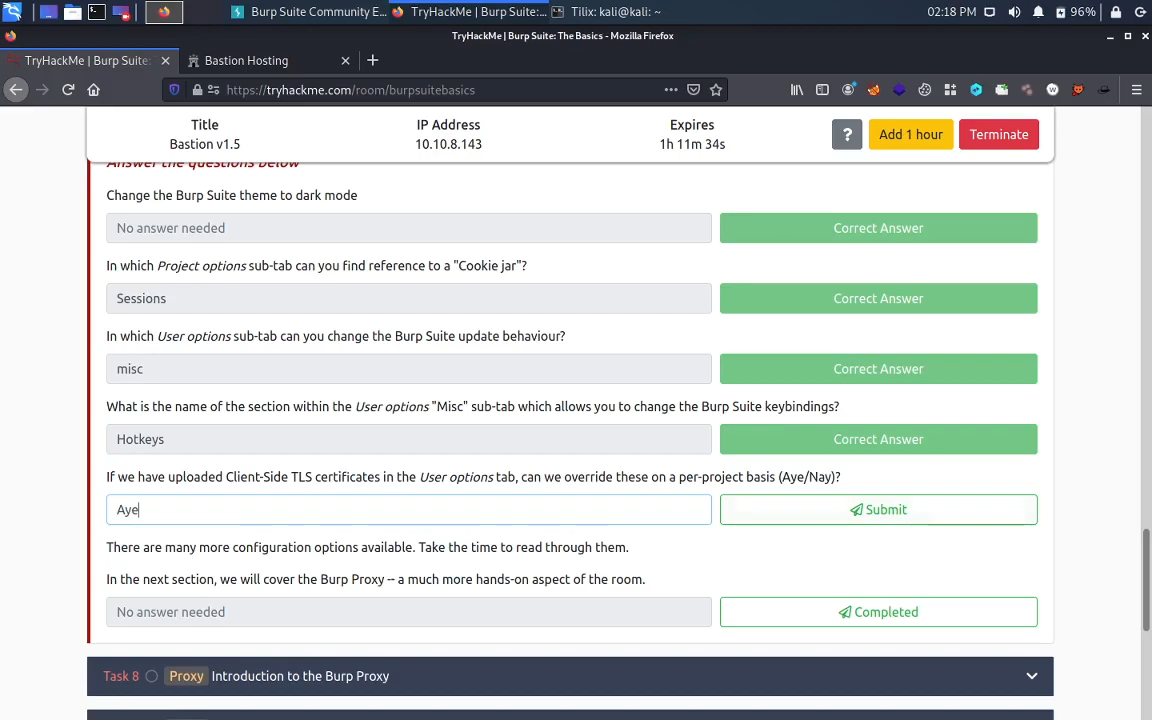 Burp Suite Community E...
TryHackMe | Burp Suite:...
Tilix: kali@kali: ~
02:18 PM
96%
TryHackMe | Burp Suite: The Basics - Mozilla Firefox
TryHackMe | Burp Suite:
Bastion Hosting
https://tryhackme.com/room/burpsuitebasics
Title
IP Address
Expires
Bastion v1.5
10.10.8.143
1h 11m 34s
?
Add 1 hour
Terminate
Answer the questions below
Change the Burp Suite theme to dark mode
No answer needed
Correct Answer
In which Project options sub-tab can you find reference to a "Cookie jar"?
Sessions
Correct Answer
In which User options sub-tab can you change the Burp Suite update behaviour?
misc
Correct Answer
What is the name of the section within the User options "Misc" sub-tab which allows you to change the Burp Suite keybindings?
Hotkeys
Correct Answer
If we have uploaded Client-Side TLS certificates in the User options tab, can we override these on a per-project basis (Aye/Nay)?
Aye
Submit
There are many more configuration options available. Take the time to read through them.
In the next section, we will cover the Burp Proxy -- a much more hands-on aspect of the room.
No answer needed
Completed
Task 8
Proxy
Introduction to the Burp Proxy